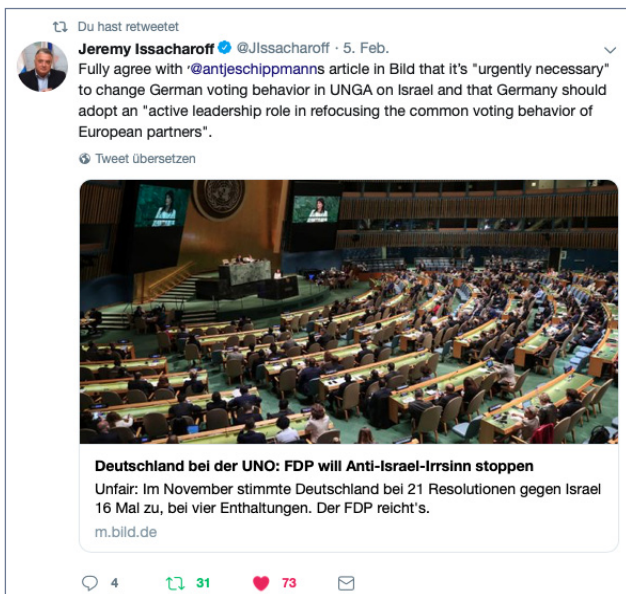 Du hast retweetet
Jeremy Issacharoff @JIssacharoff · 5. Feb.
Fully agree with ·@antjeschippmanns article in Bild that it's "urgently necessary"
to change German voting behavior in UNGA on Israel and that Germany should
adopt an "active leadership role in refocusing the common voting behavior of
European partners".
Tweet übersetzen
Deutschland bei der UNO: FDP will Anti-Israel-Irrsinn stoppen
Unfair: Im November stimmte Deutschland bei 21 Resolutionen gegen Israel
16 Mal zu, bei vier Enthaltungen. Der FDP reicht's.
m.bild.de
4 31 73